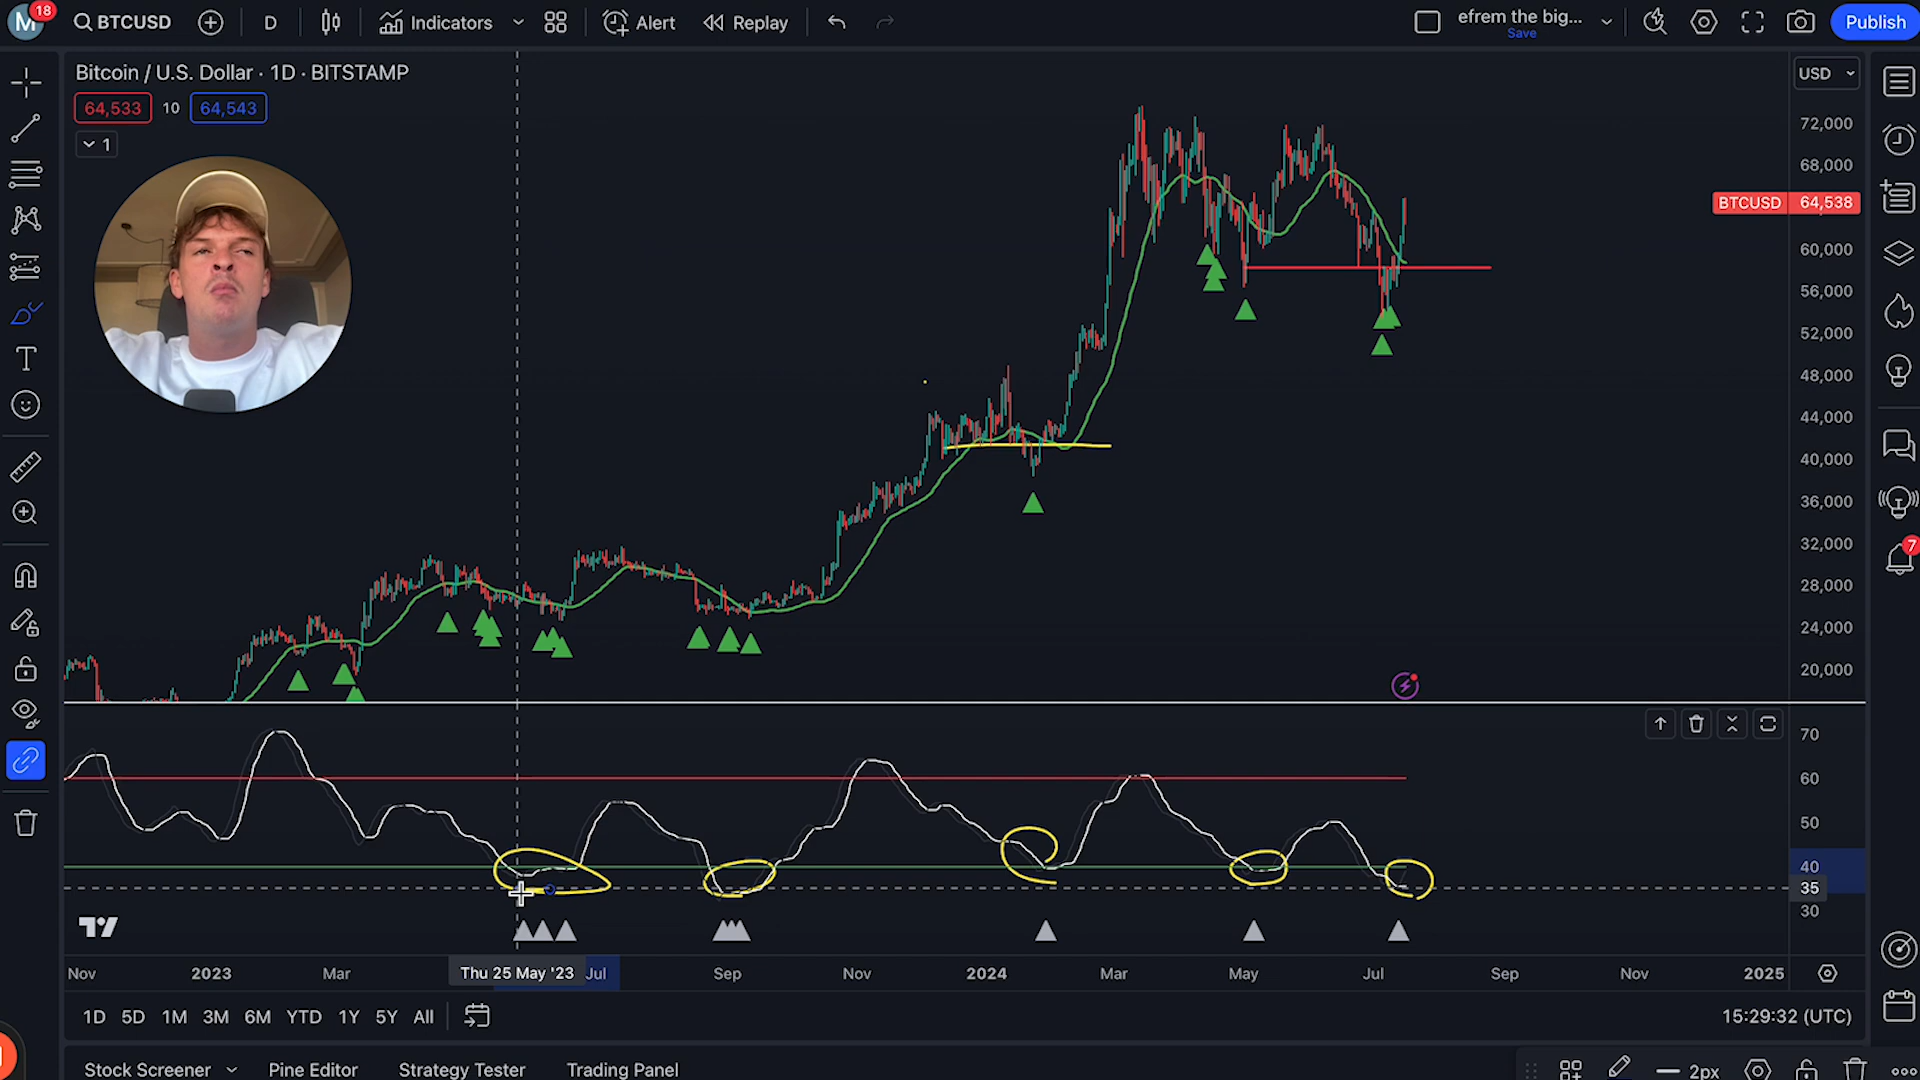 M
18
BTCUSD
D
Indicators
Alert
Replay
efrem the big...
Save
Publish
Bitcoin / U.S. Dollar · 1D · BITSTAMP
64,533
10
64,543
1
USD
72,000
68,000
BTCUSD
64,538
60,000
56,000
52,000
48,000
44,000
40,000
36,000
32,000
28,000
24,000
20,000
7
70
60
50
40
35
30
Nov
2023
Mar
Thu 25 May '23
Jul
Sep
Nov
2024
Mar
May
Jul
Sep
Nov
2025
1D
5D
1M
3M
6M
YTD
1Y
5Y
All
15:29:32 (UTC)
Stock Screener
Pine Editor
Strategy Tester
Trading Panel
2px